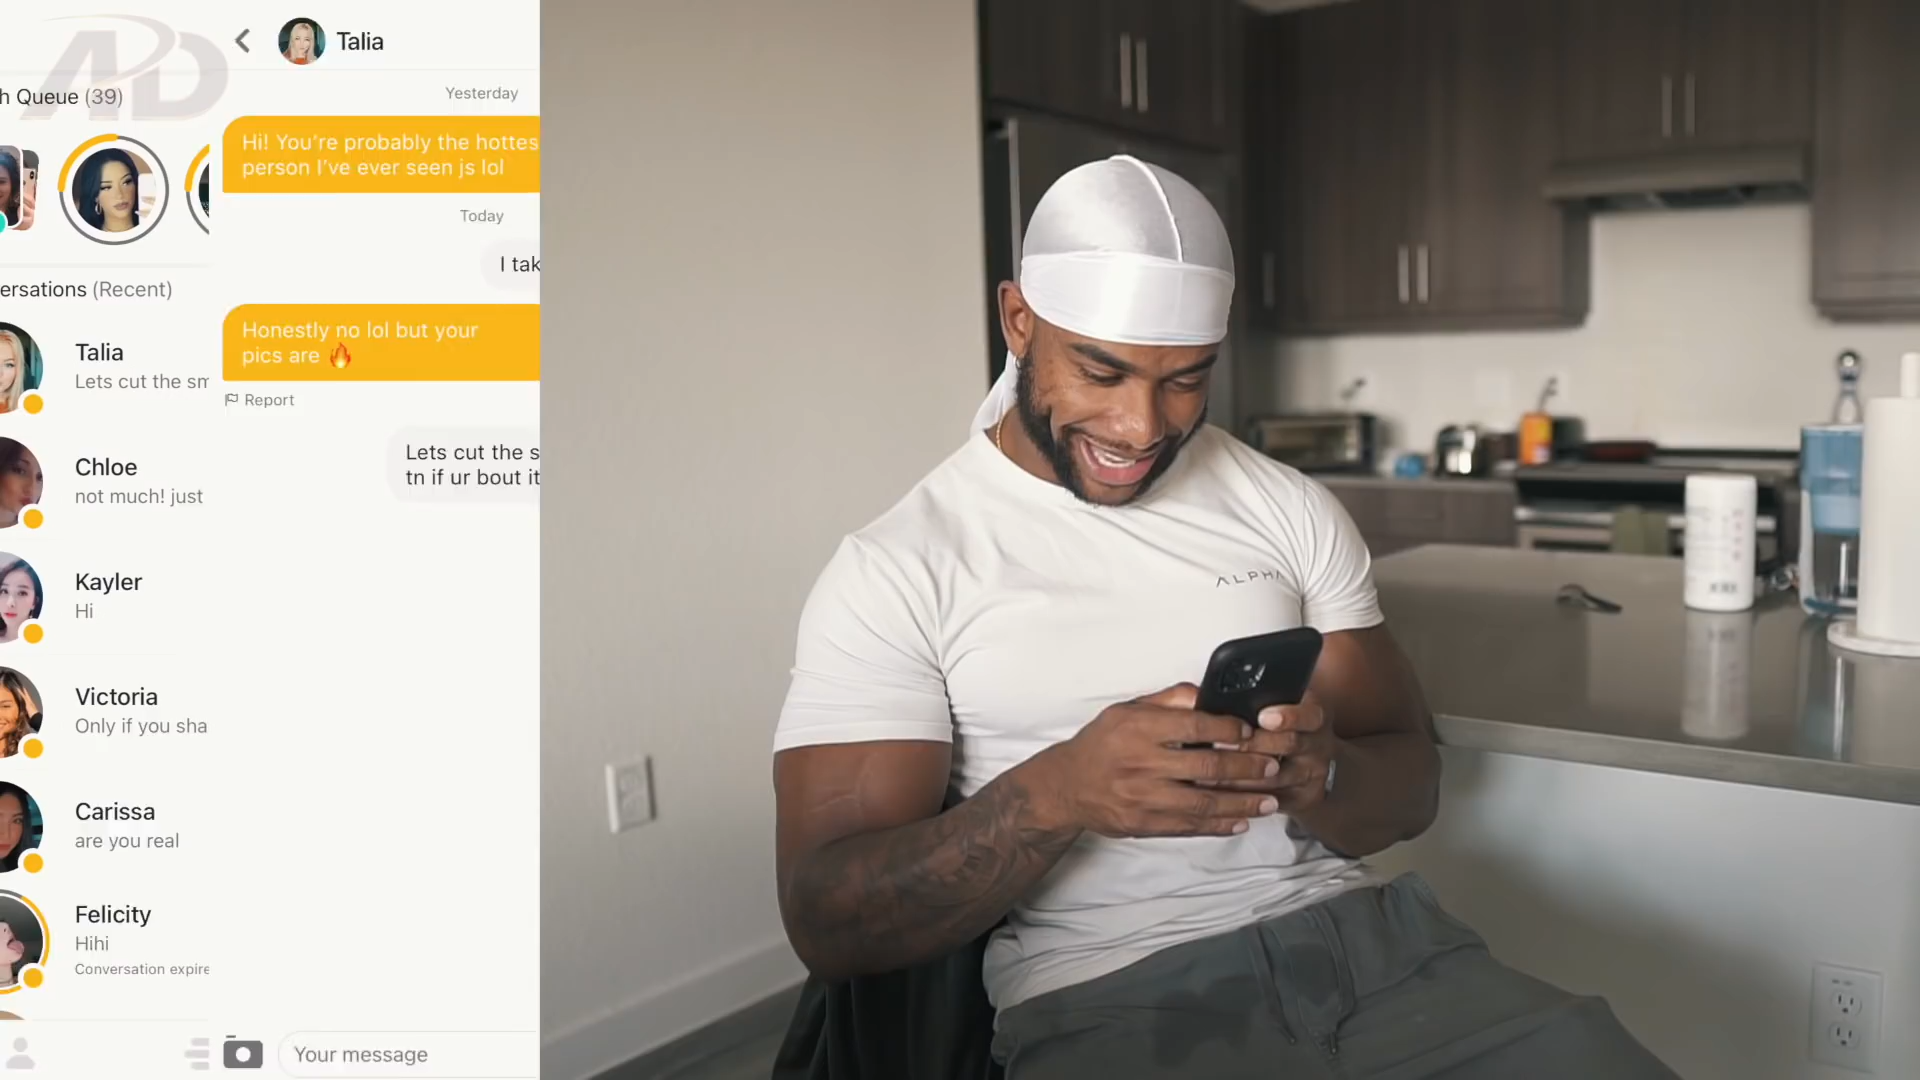 AD
h Queue (39)
ersations (Recent)
Talia
Lets cut the sm
Chloe
not much! just
Kayler
Hi
Victoria
Only if you sha
Carissa
are you real
Felicity
Hihi
Conversation expire
Talia
Yesterday
Hi! You're probably the hottes
person I've ever seen js lol
Today
I tak
Honestly no lol but your
pics are 🔥
Report
Lets cut the s
tn if ur bout it
Your message
ALPHA